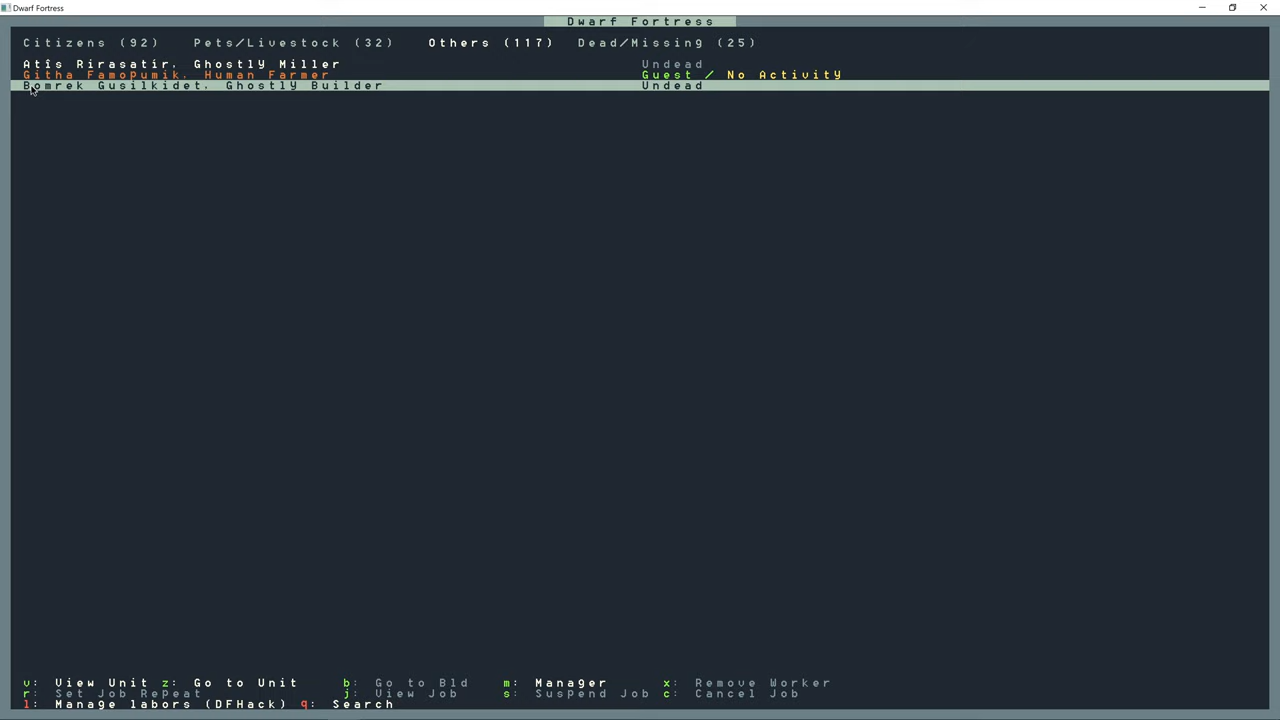 Dwarf Fortress
Dwarf Fortress
Citizens (92) Pets/Livestock (32) Others (117) Dead/Missing (25)
Atîs Rirasatir, Ghostly Miller Undead
Githa Famopumik, Human Farmer Guest / No Activity
Bomrek Gusilkidet, Ghostly Builder Undead
v: View Unit z: Go to Unit b: Go to Bld m: Manager x: Remove Worker
r: Set Job Repeat j: View Job s: Suspend Job c: Cancel Job
l: Manage labors (DFHack) q: Search